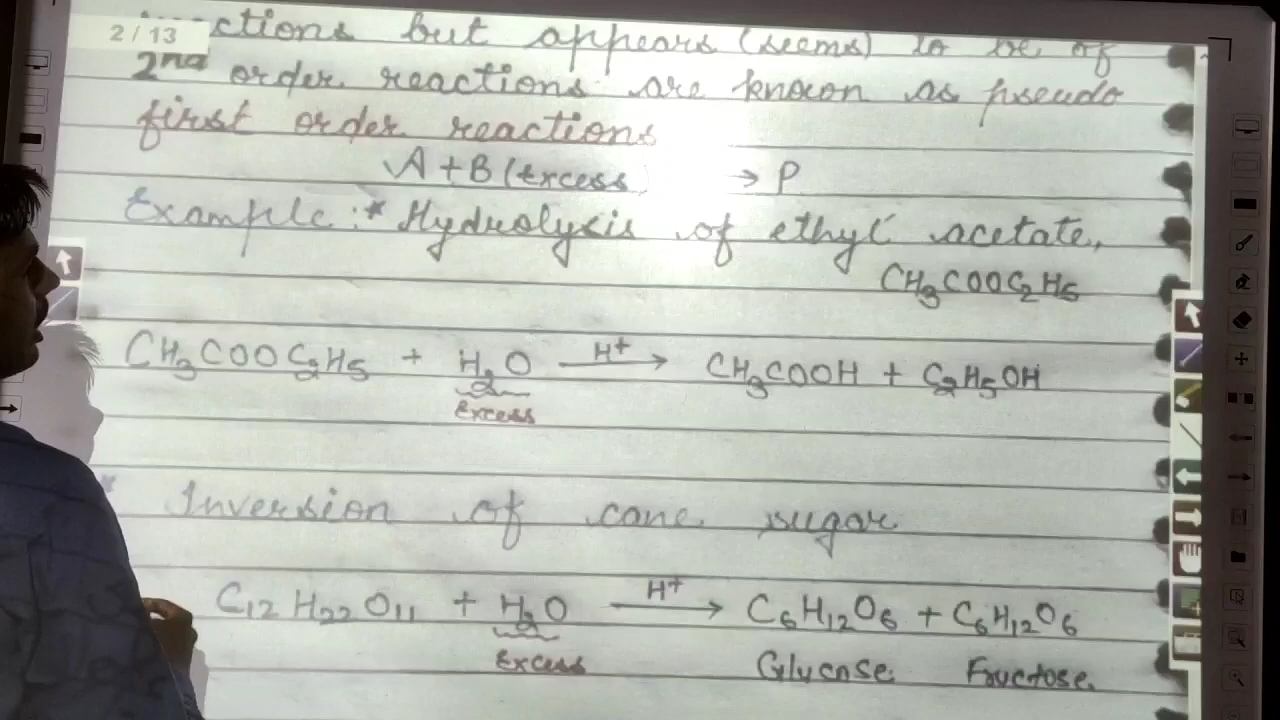 2 / 13
but appears (seems) to be of
2nd order reactions are known as pseudo
first order reactions
A + B (Excess) → P
Example : * Hydrolysis of ethyl acetate,
CH3COOC2H5
CH3COOC2H5 + H2O —H+→ CH3COOH + C2H5OH
Excess
* Inversion of cane sugar
C12H22O11 + H2O —H+→ C6H12O6 + C6H12O6
Excess Glucose Fructose